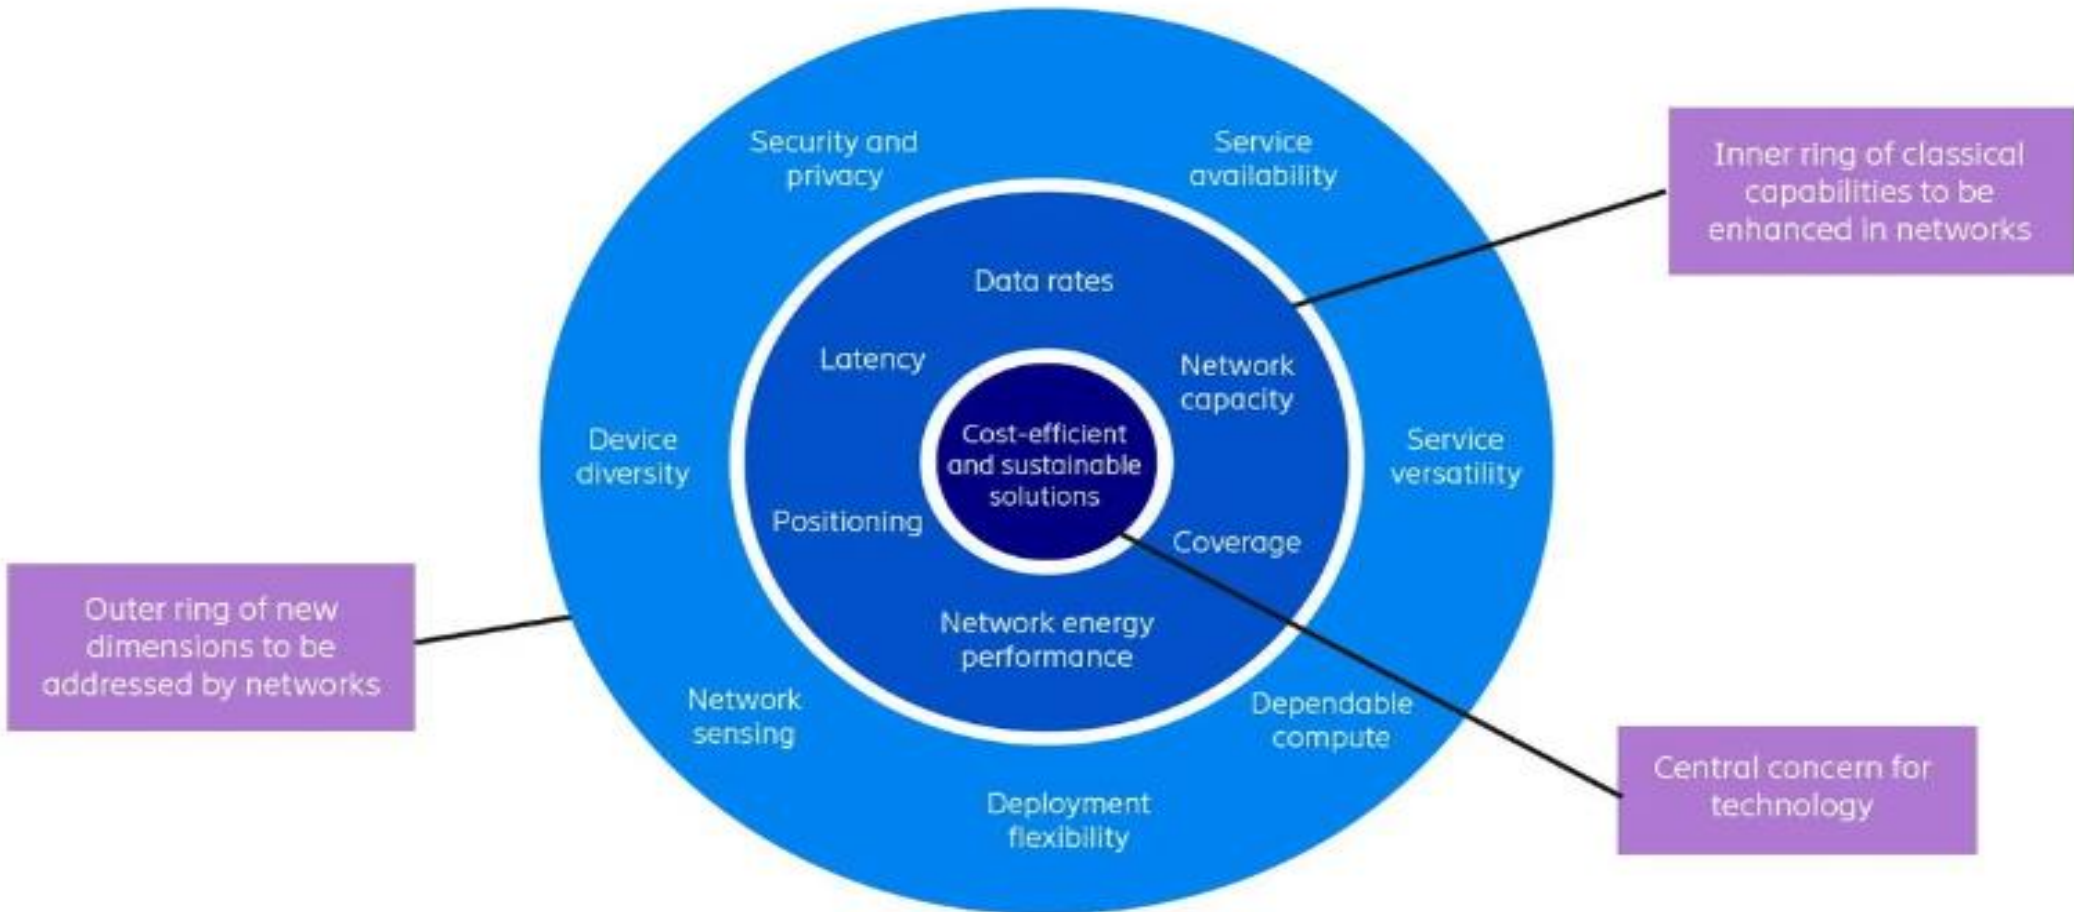 Security and
privacy
Service
availability
Inner ring of classical
capabilities to be
enhanced in networks
Data rates
Latency
Network
capacity
Cost-efficient
and sustainable
solutions
Device
diversity
Service
versatility
Positioning
Coverage
Outer ring of new
dimensions to be
addressed by networks
Network energy
performance
Network
sensing
Dependable
compute
Central concern for
technology
Deployment
flexibility